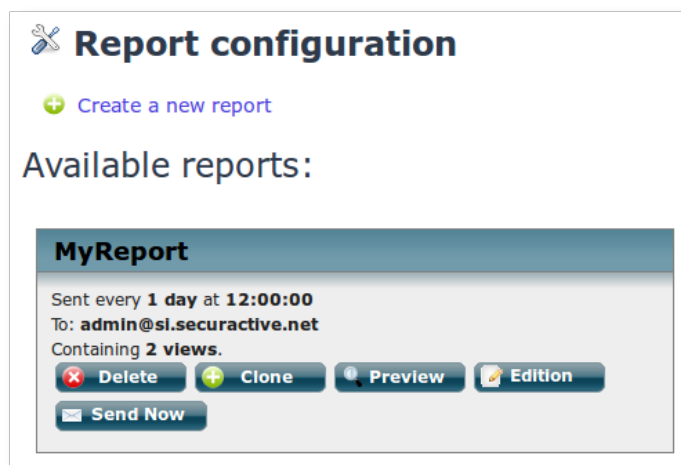 Report configuration
Create a new report
Available reports:
MyReport
Sent every 1 day at 12:00:00
To: admin@si.securactive.net
Containing 2 views.
Delete Clone Preview Edition
Send Now